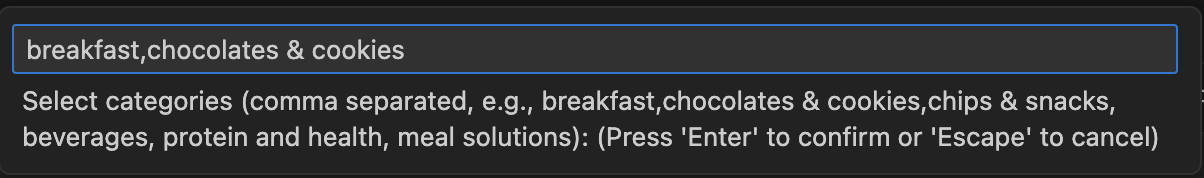 breakfast,chocolates & cookies
Select categories (comma separated, e.g., breakfast,chocolates & cookies,chips & snacks,
beverages, protein and health, meal solutions): (Press 'Enter' to confirm or 'Escape' to cancel)